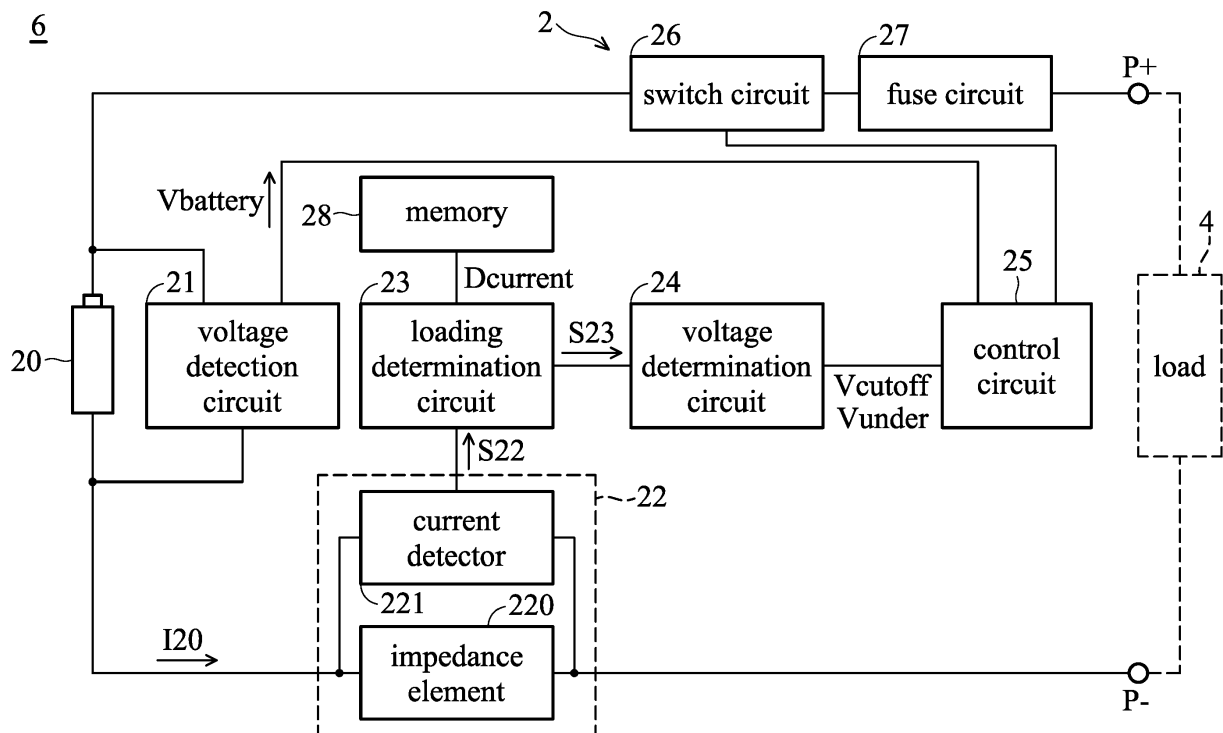 6
2
26
27
P+
switch circuit
fuse circuit
Vbattery
28
memory
4
Dcurrent
21
23
24
25
20
voltage
detection
circuit
loading
determination
circuit
S23
voltage
determination
circuit
Vcutoff
Vunder
control
circuit
load
S22
22
current
detector
221
220
I20
impedance
element
P-